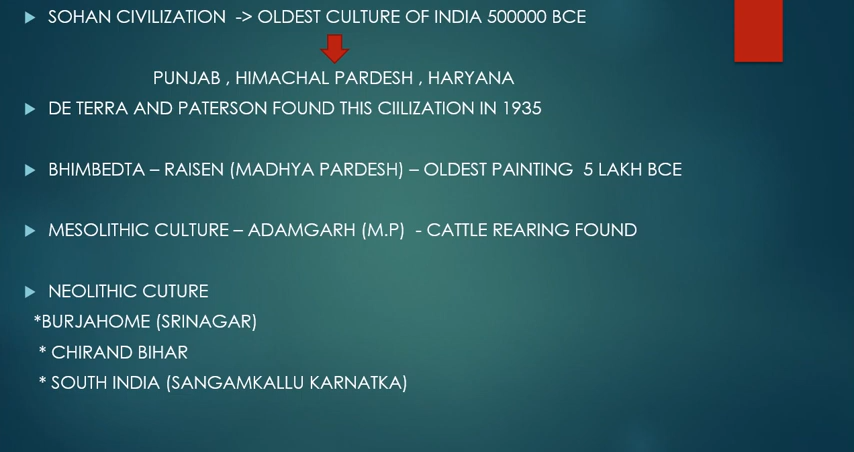 SOHAN CIVILIZATION -> OLDEST CULTURE OF INDIA 500000 BCE
PUNJAB , HIMACHAL PARDESH , HARYANA
DE TERRA AND PATERSON FOUND THIS CIILIZATION IN 1935
BHIMBEDTA – RAISEN (MADHYA PARDESH) – OLDEST PAINTING 5 LAKH BCE
MESOLITHIC CULTURE – ADAMGARH (M.P) - CATTLE REARING FOUND
NEOLITHIC CUTURE
*BURJAHOME (SRINAGAR)
* CHIRAND BIHAR
* SOUTH INDIA (SANGAMKALLU KARNATKA)